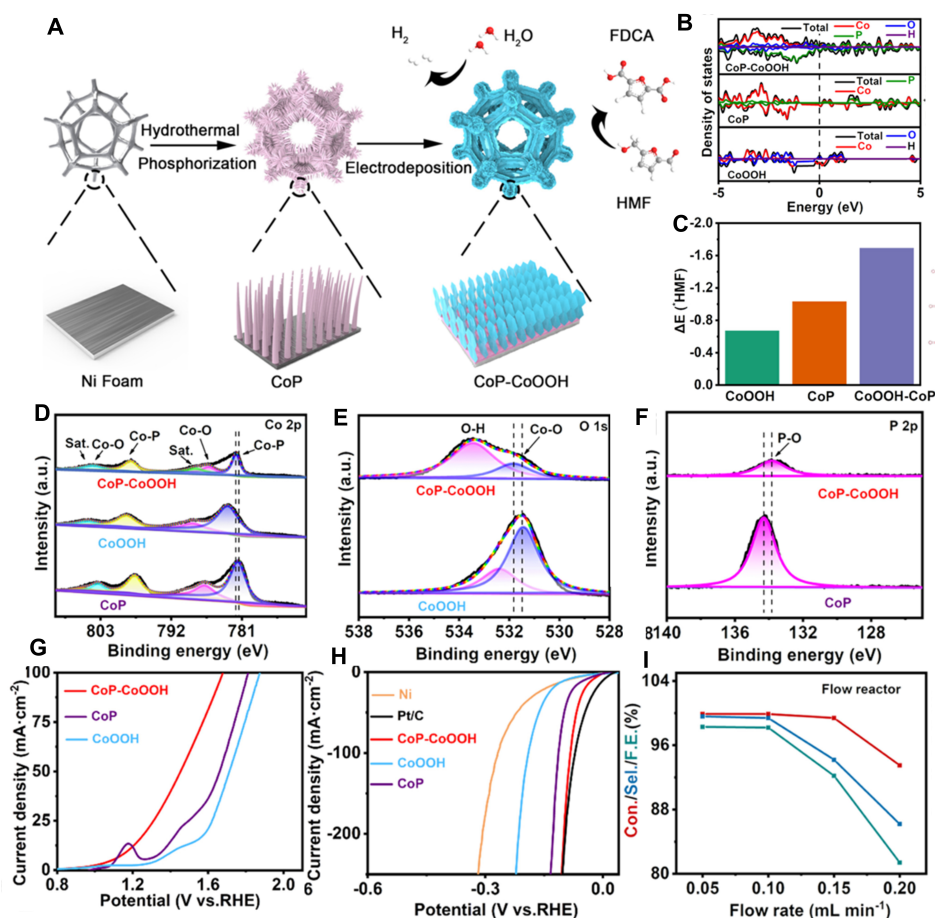 A
H₂
H₂O
FDCA
Hydrothermal
Phosphorization
Electrodeposition
HMF
Ni Foam
CoP
CoP-CoOOH
B
Density of states
Total
Co
O
P
H
CoP-CoOOH
Total
P
Co
CoP
Total
O
Co
H
CoOOH
-5
0
5
Energy (eV)
C
ΔE (*HMF)
-2.0
-1.6
-1.2
-0.8
-0.4
0.0
CoOOH
CoP
CoOOH-CoP
D
Co 2p
Sat.
Co-O
Co-P
Co-O
Sat.
Co-P
CoP-CoOOH
CoOOH
CoP
Intensity (a.u.)
803
792
781
Binding energy (eV)
E
O 1s
O-H
Co-O
CoP-CoOOH
CoOOH
Intensity (a.u.)
538
536
534
532
530
528
Binding energy (eV)
F
P 2p
P-O
CoP-CoOOH
CoP
Intensity (a.u.)
8140
136
132
128
Binding energy (eV)
G
Current density (mA·cm⁻²)
100
75
50
25
0
CoP-CoOOH
CoP
CoOOH
0.8
1.2
1.6
2.0
6
Potential (V vs.RHE)
H
Current density (mA·cm⁻²)
0
-100
-200
Ni
Pt/C
CoP-CoOOH
CoOOH
CoP
-0.6
-0.3
0.0
Potential (V vs.RHE)
I
Con./Sel./F.E.(%)
104
96
88
80
Flow reactor
0.05
0.10
0.15
0.20
Flow rate (mL min⁻¹)